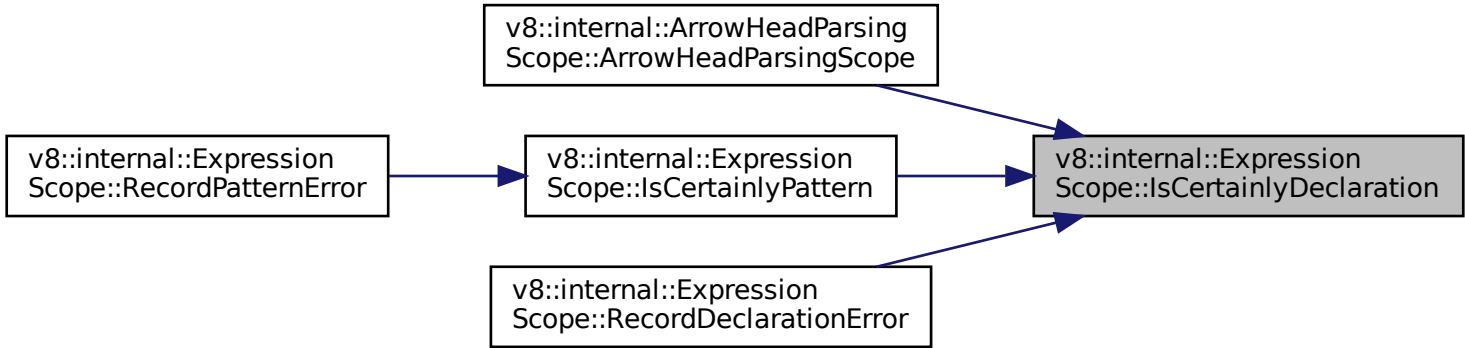 v8::internal::ArrowHeadParsing
Scope::ArrowHeadParsingScope
v8::internal::Expression
Scope::RecordPatternError
v8::internal::Expression
Scope::IsCertainlyPattern
v8::internal::Expression
Scope::IsCertainlyDeclaration
v8::internal::Expression
Scope::RecordDeclarationError